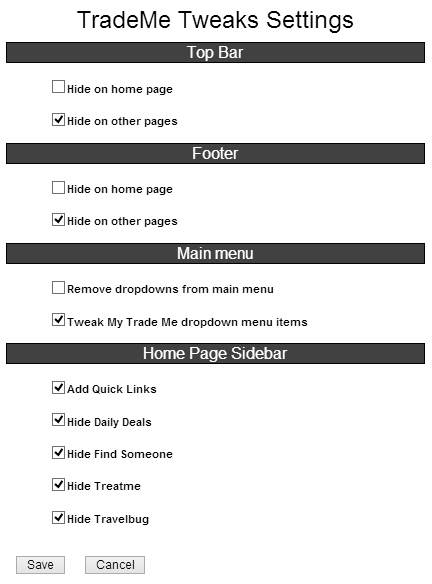 TradeMe Tweaks Settings
Top Bar
Hide on home page
Hide on other pages
Footer
Hide on home page
Hide on other pages
Main menu
Remove dropdowns from main menu
Tweak My Trade Me dropdown menu items
Home Page Sidebar
Add Quick Links
Hide Daily Deals
Hide Find Someone
Hide Treatme
Hide Travelbug
Save Cancel